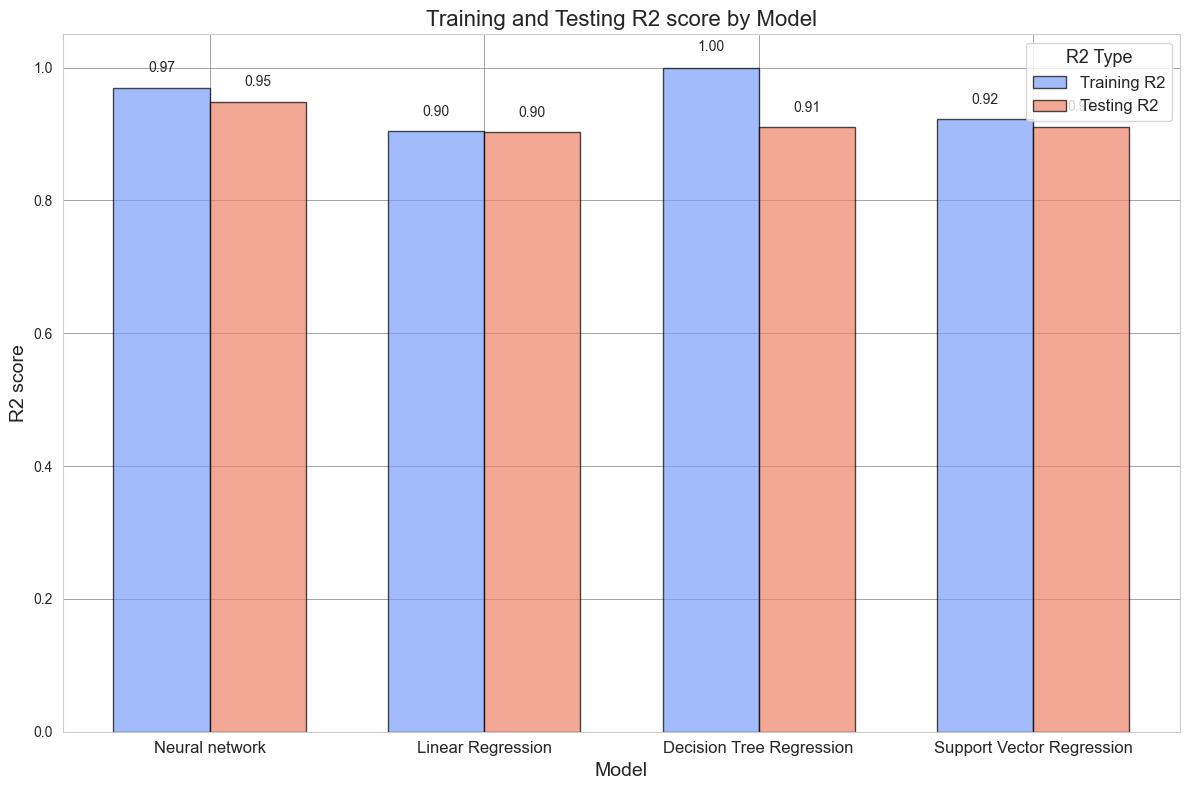 Training and Testing R2 score by Model
R2 Type
Training R2
Testing R2
0.97
0.95
0.90
0.90
1.00
0.91
0.92
1.0
0.8
0.6
0.4
0.2
0.0
R2 score
Neural network
Linear Regression
Decision Tree Regression
Support Vector Regression
Model